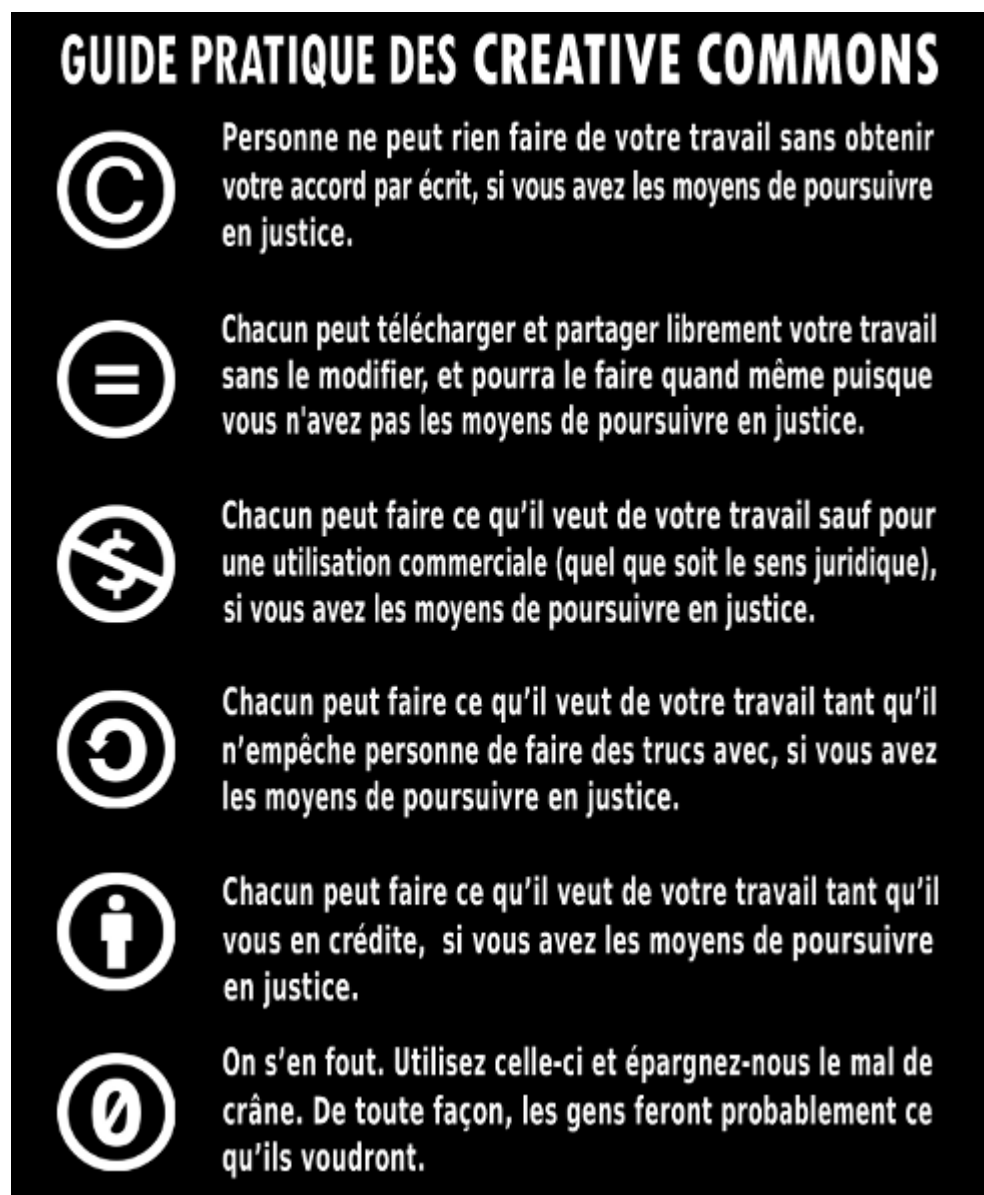 GUIDE PRATIQUE DES CREATIVE COMMONS
C
Personne ne peut rien faire de votre travail sans obtenir
votre accord par écrit, si vous avez les moyens de poursuivre
en justice.
=
Chacun peut télécharger et partager librement votre travail
sans le modifier, et pourra le faire quand même puisque
vous n'avez pas les moyens de poursuivre en justice.
$
Chacun peut faire ce qu’il veut de votre travail sauf pour
une utilisation commerciale (quel que soit le sens juridique),
si vous avez les moyens de poursuivre en justice.
Chacun peut faire ce qu’il veut de votre travail tant qu’il
n’empêche personne de faire des trucs avec, si vous avez
les moyens de poursuivre en justice.
Chacun peut faire ce qu’il veut de votre travail tant qu’il
vous en crédite, si vous avez les moyens de poursuivre
en justice.
0
On s’en fout. Utilisez celle-ci et épargnez-nous le mal de
crâne. De toute façon, les gens feront probablement ce
qu’ils voudront.